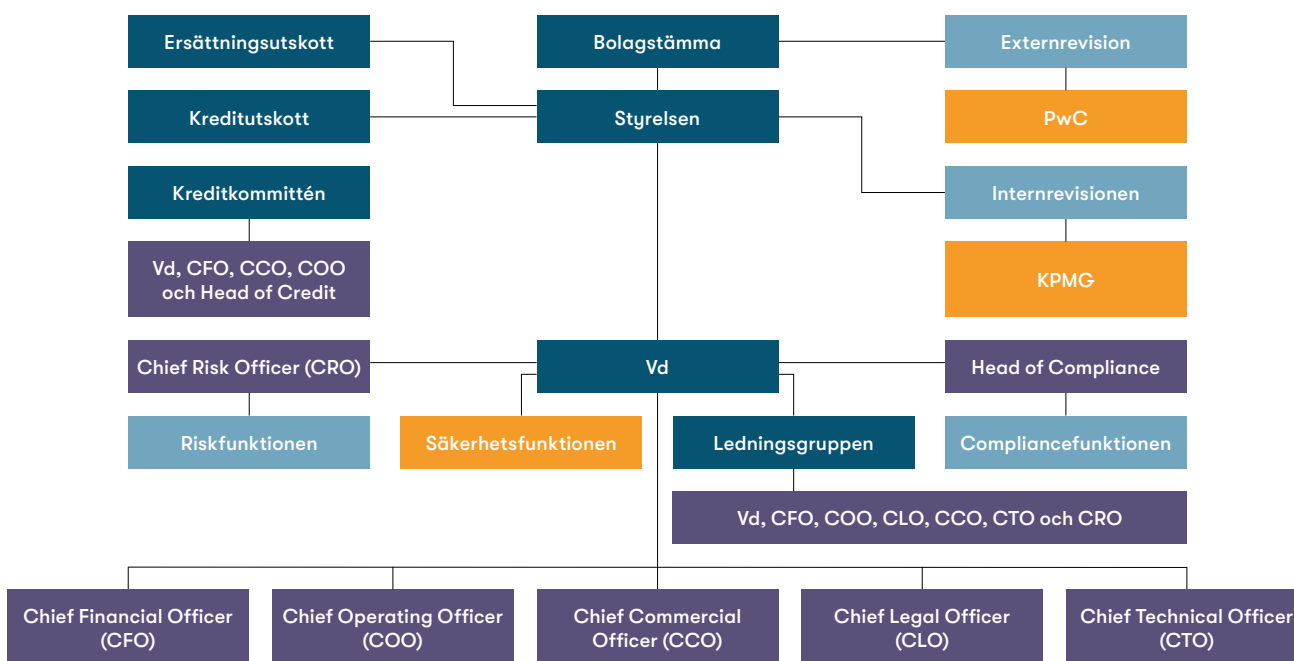 Ersättningsutskott
Bolagstämma
Externrevision
Kreditutskott
Styrelsen
PwC
Kreditkommittén
Internrevisionen
Vd, CFO, CCO, COO
och Head of Credit
KPMG
Chief Risk Officer (CRO)
Vd
Head of Compliance
Riskfunktionen
Säkerhetsfunktionen
Ledningsgruppen
Compliancefunktionen
Vd, CFO, COO, CLO, CCO, CTO och CRO
Chief Financial Officer
(CFO)
Chief Operating Officer
(COO)
Chief Commercial
Officer (CCO)
Chief Legal Officer
(CLO)
Chief Technical Officer
(CTO)